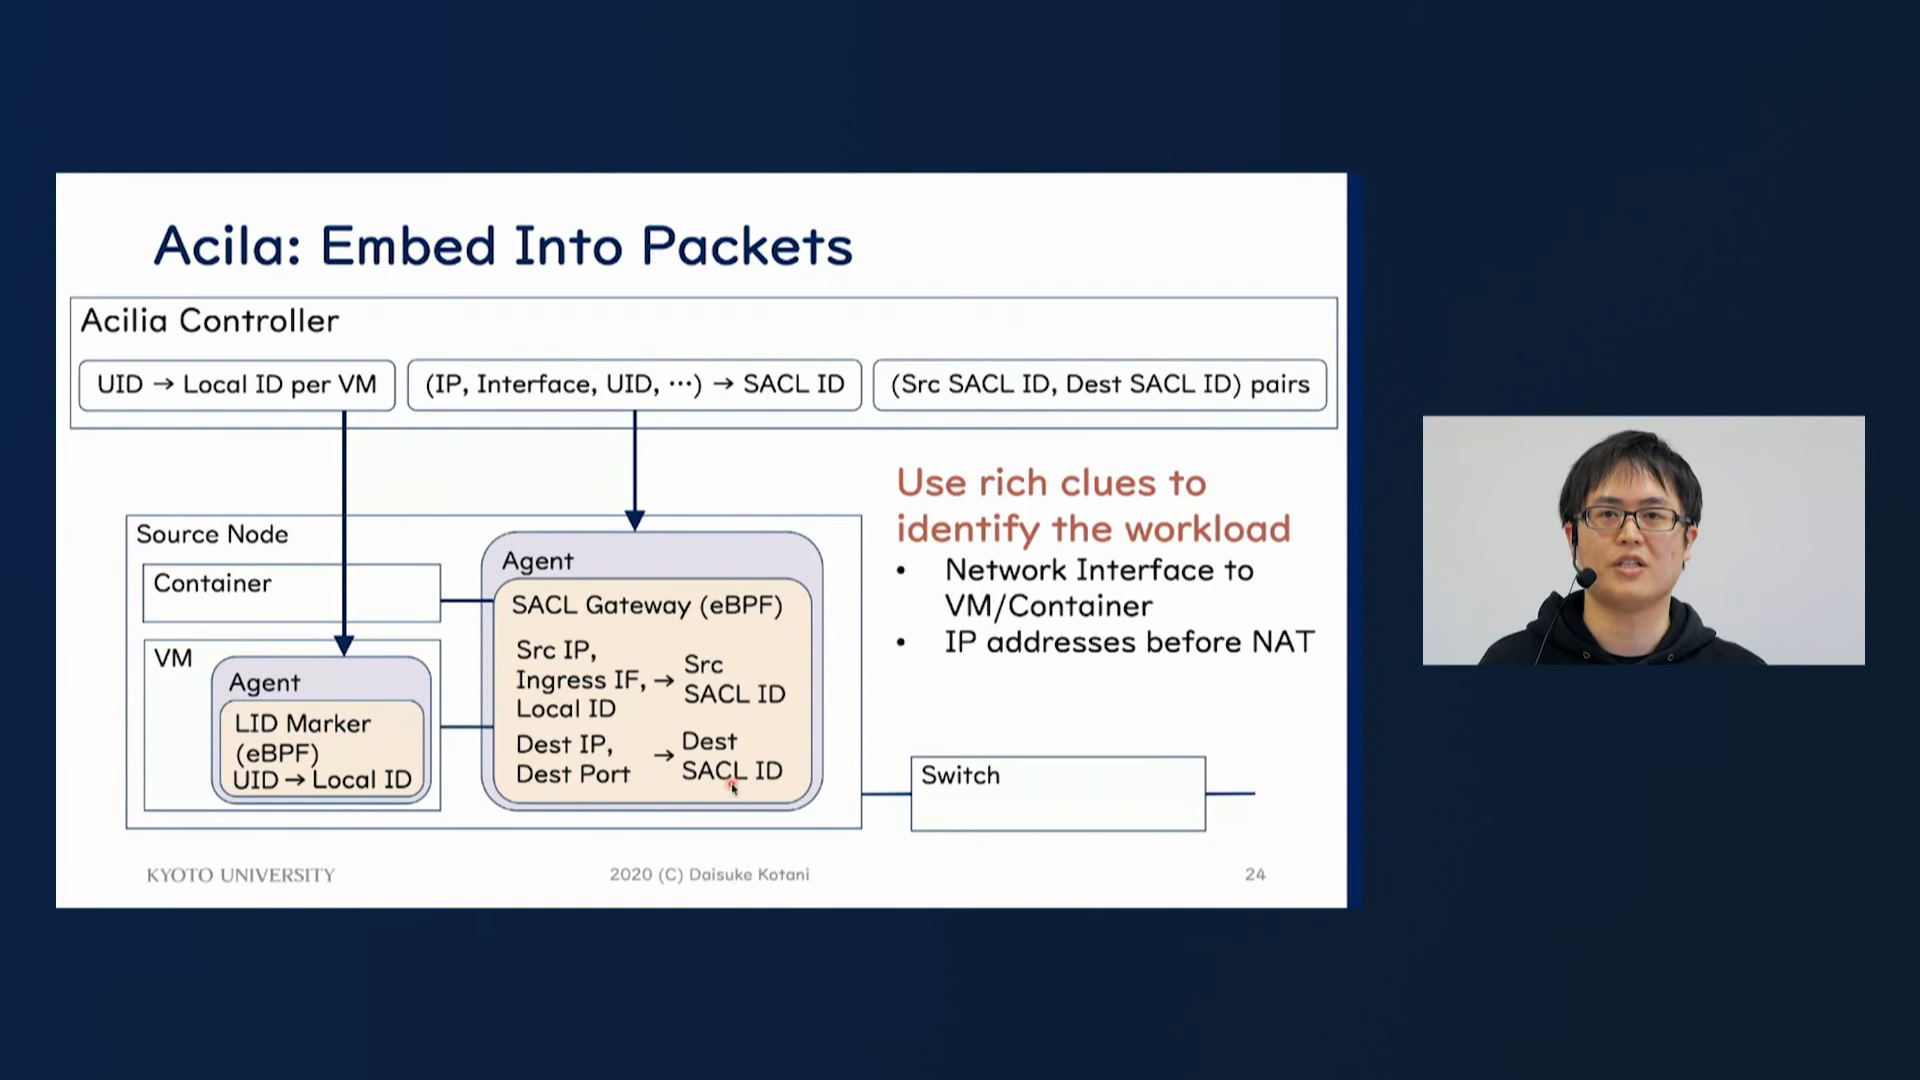 Acila: Embed Into Packets
Acilia Controller
UID → Local ID per VM
(IP, Interface, UID, ···) → SACL ID
(Src SACL ID, Dest SACL ID) pairs
Source Node
Container
VM
Agent
LID Marker
(eBPF)
UID → Local ID
Agent
SACL Gateway (eBPF)
Src IP,
Ingress IF, →
Local ID
Src
SACL ID
Dest IP,
Dest Port
→ Dest
SACL ID
Use rich clues to
identify the workload
• Network Interface to
VM/Container
• IP addresses before NAT
Switch
KYOTO UNIVERSITY
2020 (C) Daisuke Kotani
24